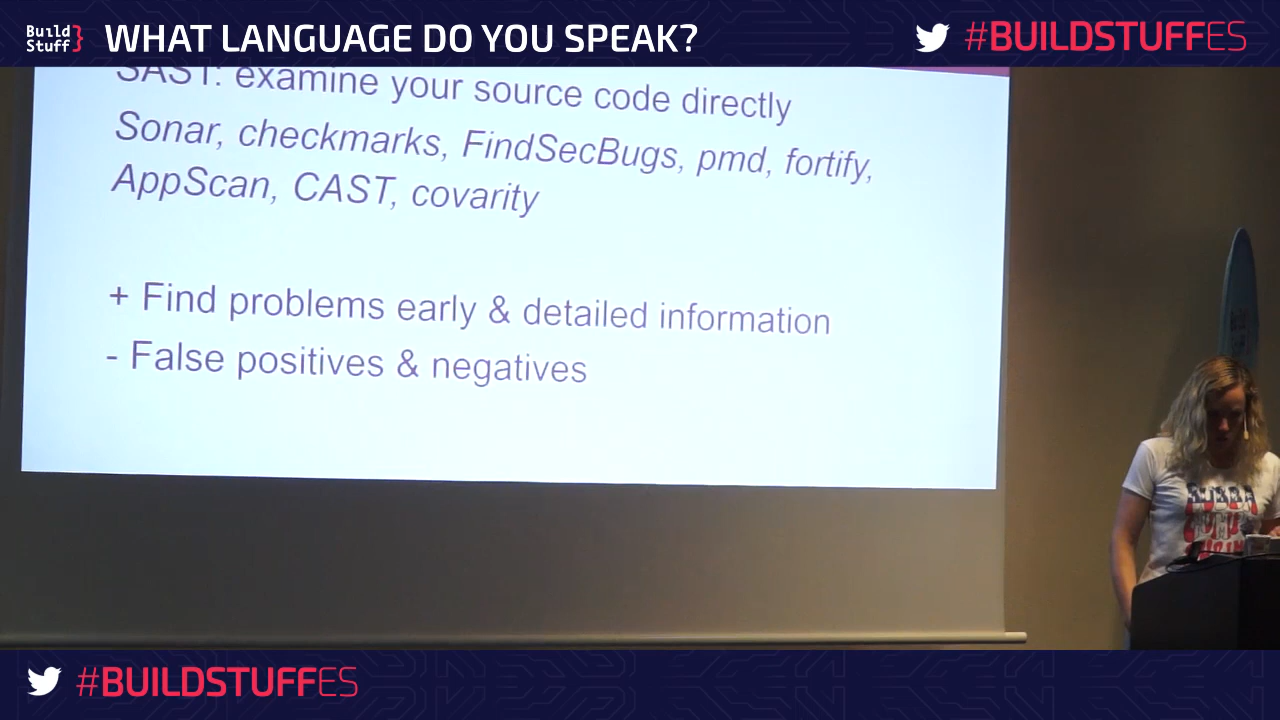 Build
Stuff}
WHAT LANGUAGE DO YOU SPEAK?
#BUILDSTUFFES
SAST: examine your source code directly
Sonar, checkmarks, FindSecBugs, pmd, fortify,
AppScan, CAST, covarity
+ Find problems early & detailed information
- False positives & negatives
#BUILDSTUFFES